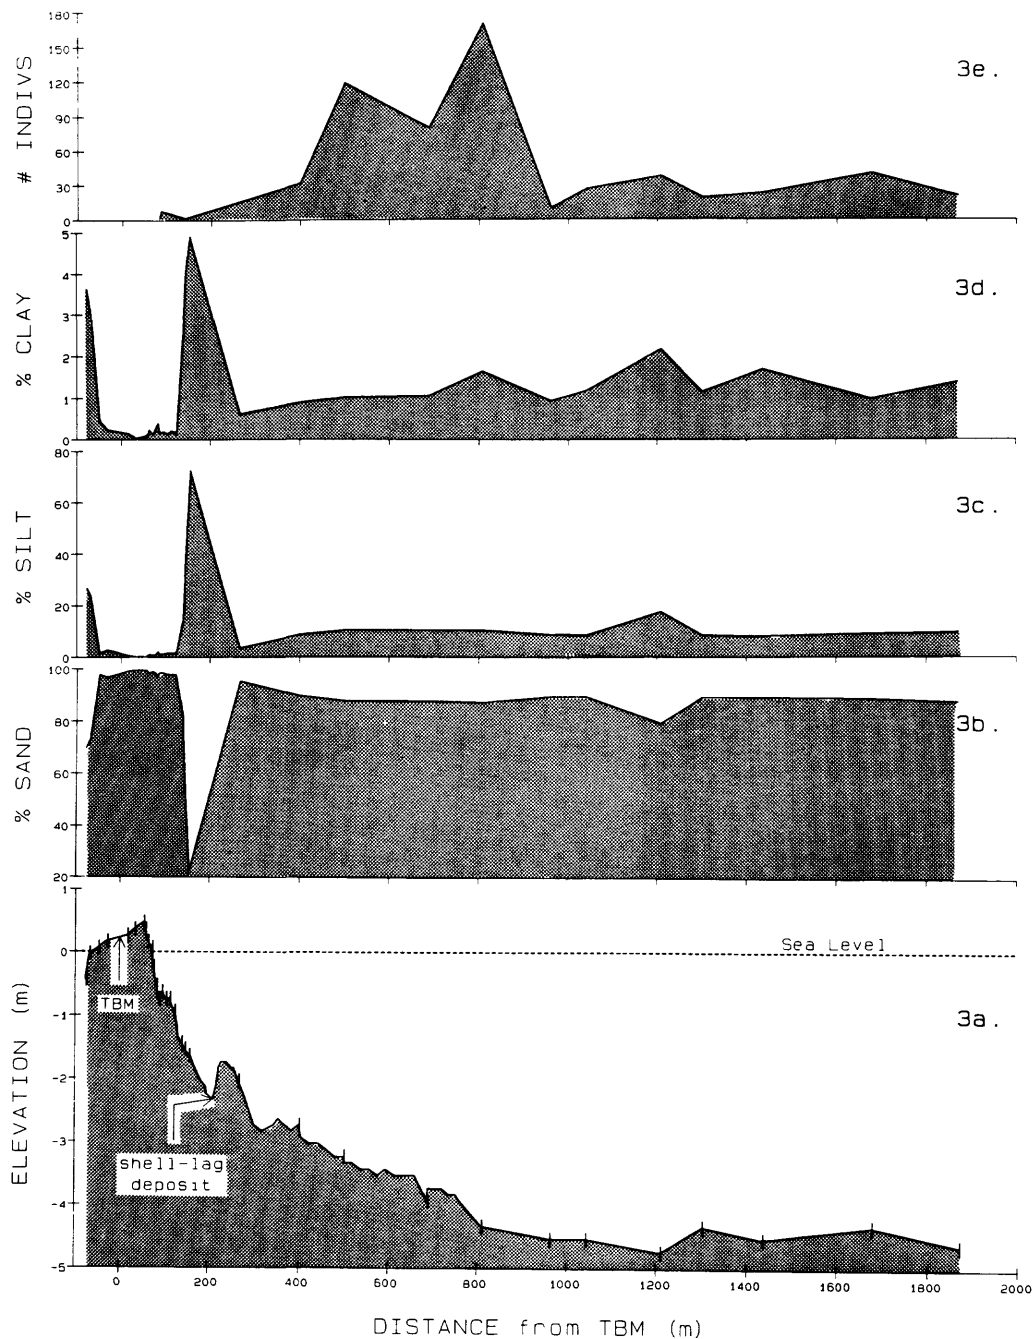 180
150
120
90
60
30
0
# INDIVS
3e.
5
4
3
2
1
0
% CLAY
3d.
80
60
40
20
0
% SILT
3c.
100
80
60
40
20
% SAND
3b.
1
0
-1
-2
-3
-4
-5
ELEVATION (m)
Sea Level
TBM
3a.
shell-lag
deposit
0 200 400 600 800 1000 1200 1400 1600 1800 2000
DISTANCE from TBM (m)